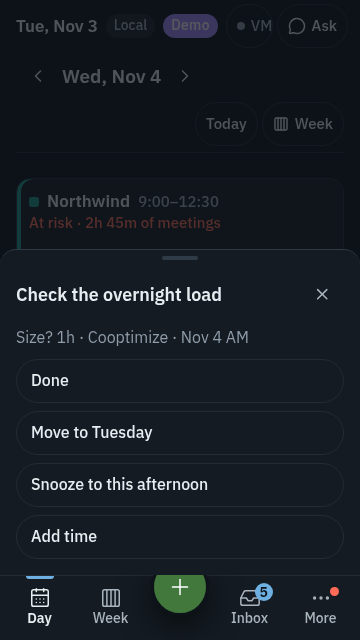 Tue, Nov 3 Local Demo VM Ask
Wed, Nov 4
Today Week
Northwind 9:00–12:30
At risk · 2h 45m of meetings
Check the overnight load
Size? 1h · Cooptimize · Nov 4 AM
Done
Move to Tuesday
Snooze to this afternoon
Add time
5
Day Week Inbox More